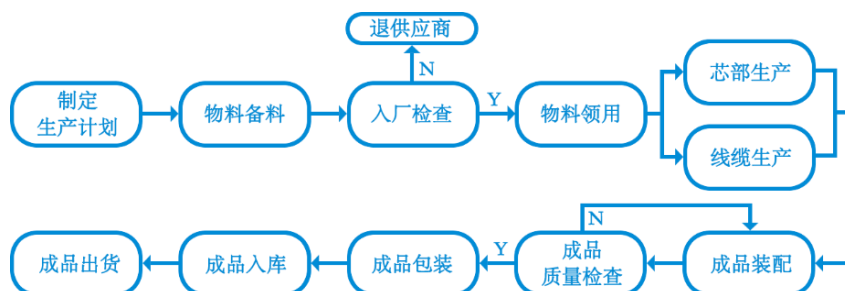 退供应商
N
制定
生产计划
物料备料
入厂检查
Y
物料领用
芯部生产
线缆生产
N
成品出货
成品入库
成品包装
Y
成品
质量检查
成品装配